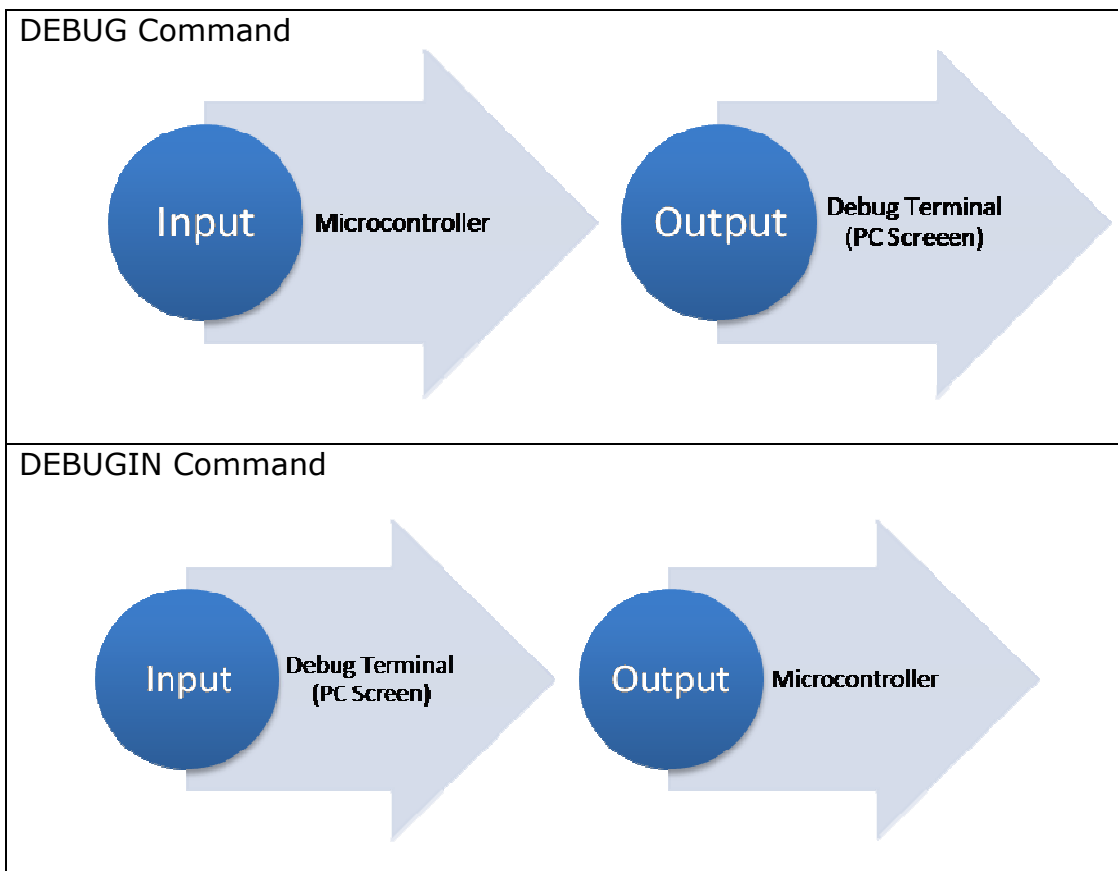 DEBUG Command
Input
Microcontroller
Output
Debug Terminal
(PC Screeen)
DEBUGIN Command
Input
Debug Terminal
(PC Screen)
Output
Microcontroller